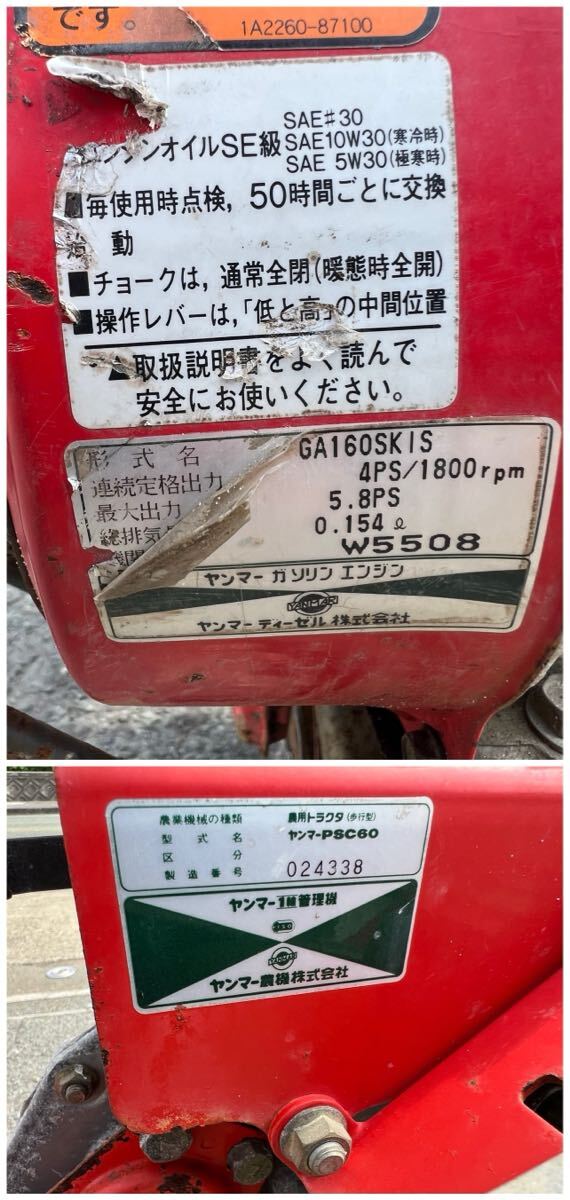 です。
1A2260-87100
ンジンオイルSE級
SAE♯30
SAE10W30(寒冷時)
SAE 5W30(極寒時)
■毎使用時点検，50時間ごとに交換
始 動
■チョークは，通常全閉(暖態時全開)
■操作レバーは，「低と高」の中間位置
▲取扱説明書をよく読んで
安全にお使いください。
形式名 GA160SKIS
連続定格出力 4PS/1800rpm
最大出力 5.8PS
総排気 0.154ℓ
W5508
ヤンマー ガソリン エンジン
YANMAR
ヤンマー ディーゼル 株式会社
農業機械の種類 農用トラクタ(歩行型)
型式名 ヤンマーPSC60
区分
製造番号 024338
ヤンマー1輪管理機
YANMAR
ヤンマー農機株式会社